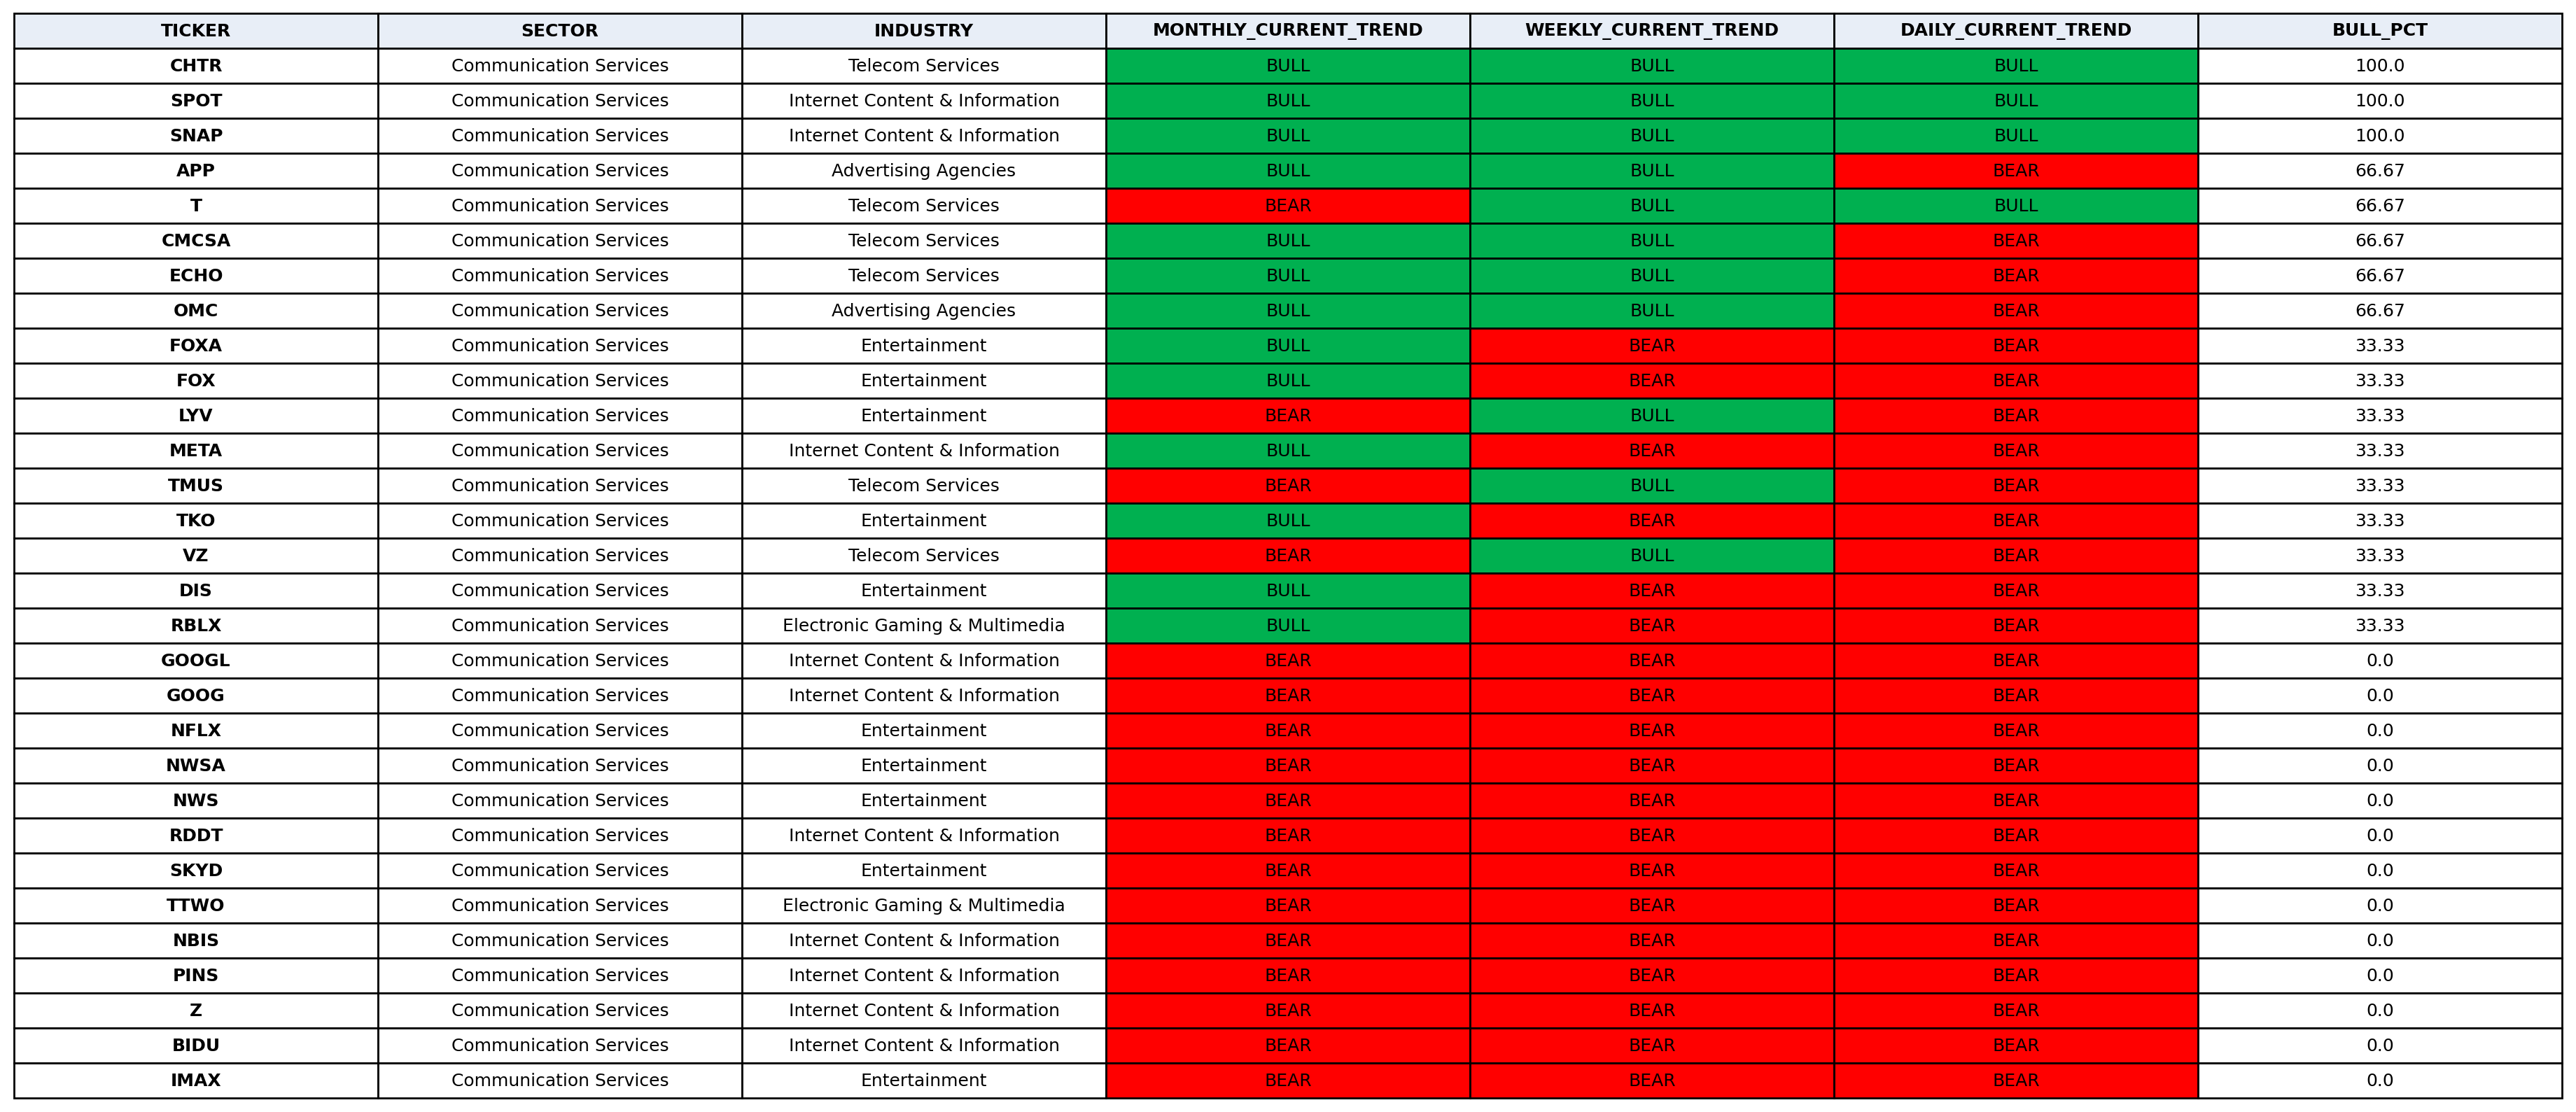 TICKER SECTOR INDUSTRY MONTHLY_CURRENT_TREND WEEKLY_CURRENT_TREND DAILY_CURRENT_TREND BULL_PCT
CHTR Communication Services Telecom Services BULL BULL BULL 100.0
SPOT Communication Services Internet Content & Information BULL BULL BULL 100.0
SNAP Communication Services Internet Content & Information BULL BULL BULL 100.0
APP Communication Services Advertising Agencies BULL BULL BEAR 66.67
T Communication Services Telecom Services BEAR BULL BULL 66.67
CMCSA Communication Services Telecom Services BULL BULL BEAR 66.67
ECHO Communication Services Telecom Services BULL BULL BEAR 66.67
OMC Communication Services Advertising Agencies BULL BULL BEAR 66.67
FOXA Communication Services Entertainment BULL BEAR BEAR 33.33
FOX Communication Services Entertainment BULL BEAR BEAR 33.33
LYV Communication Services Entertainment BEAR BULL BEAR 33.33
META Communication Services Internet Content & Information BULL BEAR BEAR 33.33
TMUS Communication Services Telecom Services BEAR BULL BEAR 33.33
TKO Communication Services Entertainment BULL BEAR BEAR 33.33
VZ Communication Services Telecom Services BEAR BULL BEAR 33.33
DIS Communication Services Entertainment BULL BEAR BEAR 33.33
RBLX Communication Services Electronic Gaming & Multimedia BULL BEAR BEAR 33.33
GOOGL Communication Services Internet Content & Information BEAR BEAR BEAR 0.0
GOOG Communication Services Internet Content & Information BEAR BEAR BEAR 0.0
NFLX Communication Services Entertainment BEAR BEAR BEAR 0.0
NWSA Communication Services Entertainment BEAR BEAR BEAR 0.0
NWS Communication Services Entertainment BEAR BEAR BEAR 0.0
RDDT Communication Services Internet Content & Information BEAR BEAR BEAR 0.0
SKYD Communication Services Entertainment BEAR BEAR BEAR 0.0
TTWO Communication Services Electronic Gaming & Multimedia BEAR BEAR BEAR 0.0
NBIS Communication Services Internet Content & Information BEAR BEAR BEAR 0.0
PINS Communication Services Internet Content & Information BEAR BEAR BEAR 0.0
Z Communication Services Internet Content & Information BEAR BEAR BEAR 0.0
BIDU Communication Services Internet Content & Information BEAR BEAR BEAR 0.0
IMAX Communication Services Entertainment BEAR BEAR BEAR 0.0